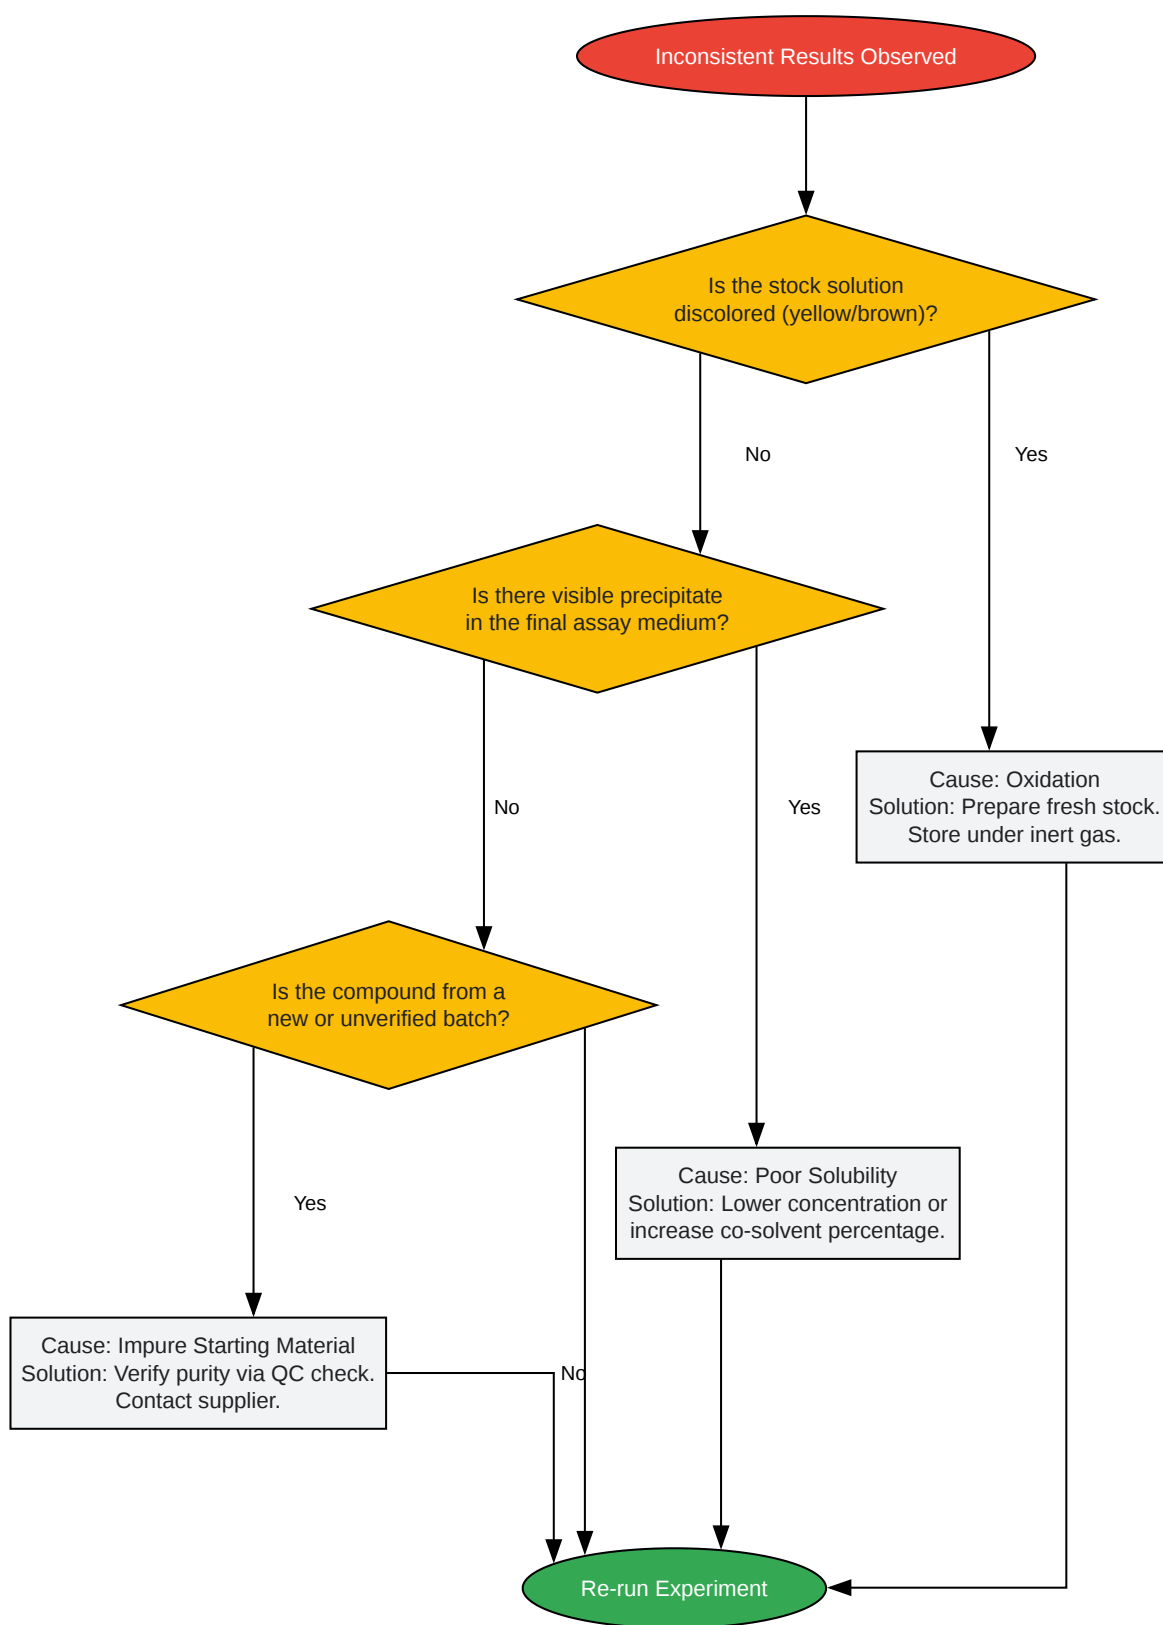 Inconsistent Results Observed
Is the stock solution
discolored (yellow/brown)?
No
Yes
Is there visible precipitate
in the final assay medium?
No
Yes
Cause: Oxidation
Solution: Prepare fresh stock.
Store under inert gas.
Is the compound from a
new or unverified batch?
Yes
Cause: Poor Solubility
Solution: Lower concentration or
increase co-solvent percentage.
Cause: Impure Starting Material
Solution: Verify purity via QC check.
Contact supplier.
No
Re-run Experiment